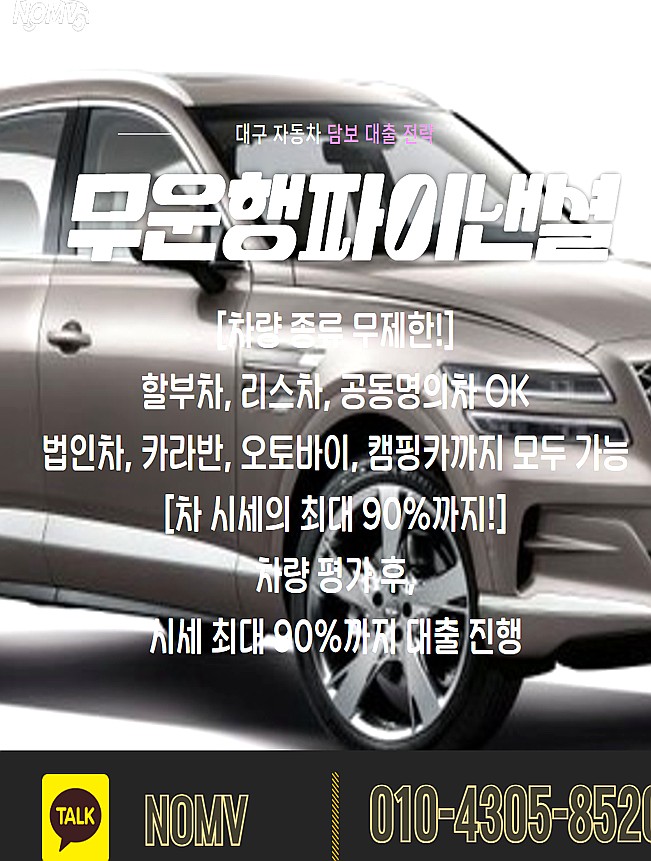 NOMV
대구 자동차 담보 대출 전략
무운행파이낸셜
[차량 종류 무제한!]
할부차, 리스차, 공동명의차 OK
법인차, 카라반, 오토바이, 캠핑카까지 모두 가능
[차 시세의 최대 90%까지!]
차량 평가 후,
시세 최대 90%까지 대출 진행
TALK
NOMV
010-4305-8520